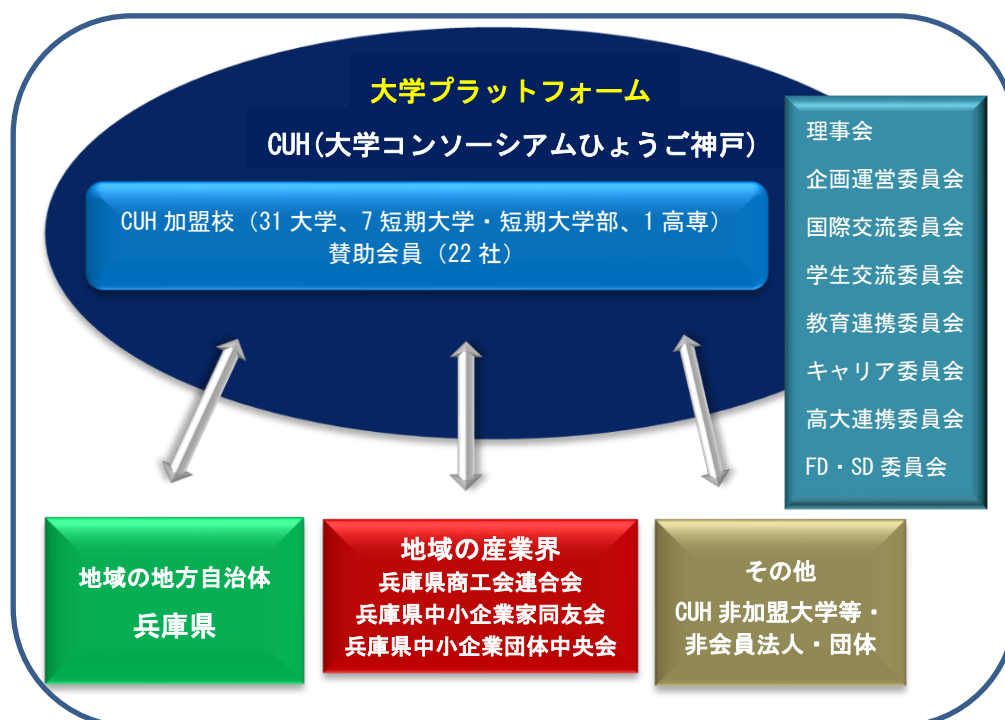 大学プラットフォーム
CUH(大学コンソーシアムひょうご神戸)
CUH 加盟校（31 大学、7 短期大学・短期大学部、1 高専）
賛助会員（22 社）
理事会
企画運営委員会
国際交流委員会
学生交流委員会
教育連携委員会
キャリア委員会
高大連携委員会
FD・SD 委員会
地域の地方自治体
兵庫県
地域の産業界
兵庫県商工会連合会
兵庫県中小企業家同友会
兵庫県中小企業団体中央会
その他
CUH 非加盟大学等・
非会員法人・団体